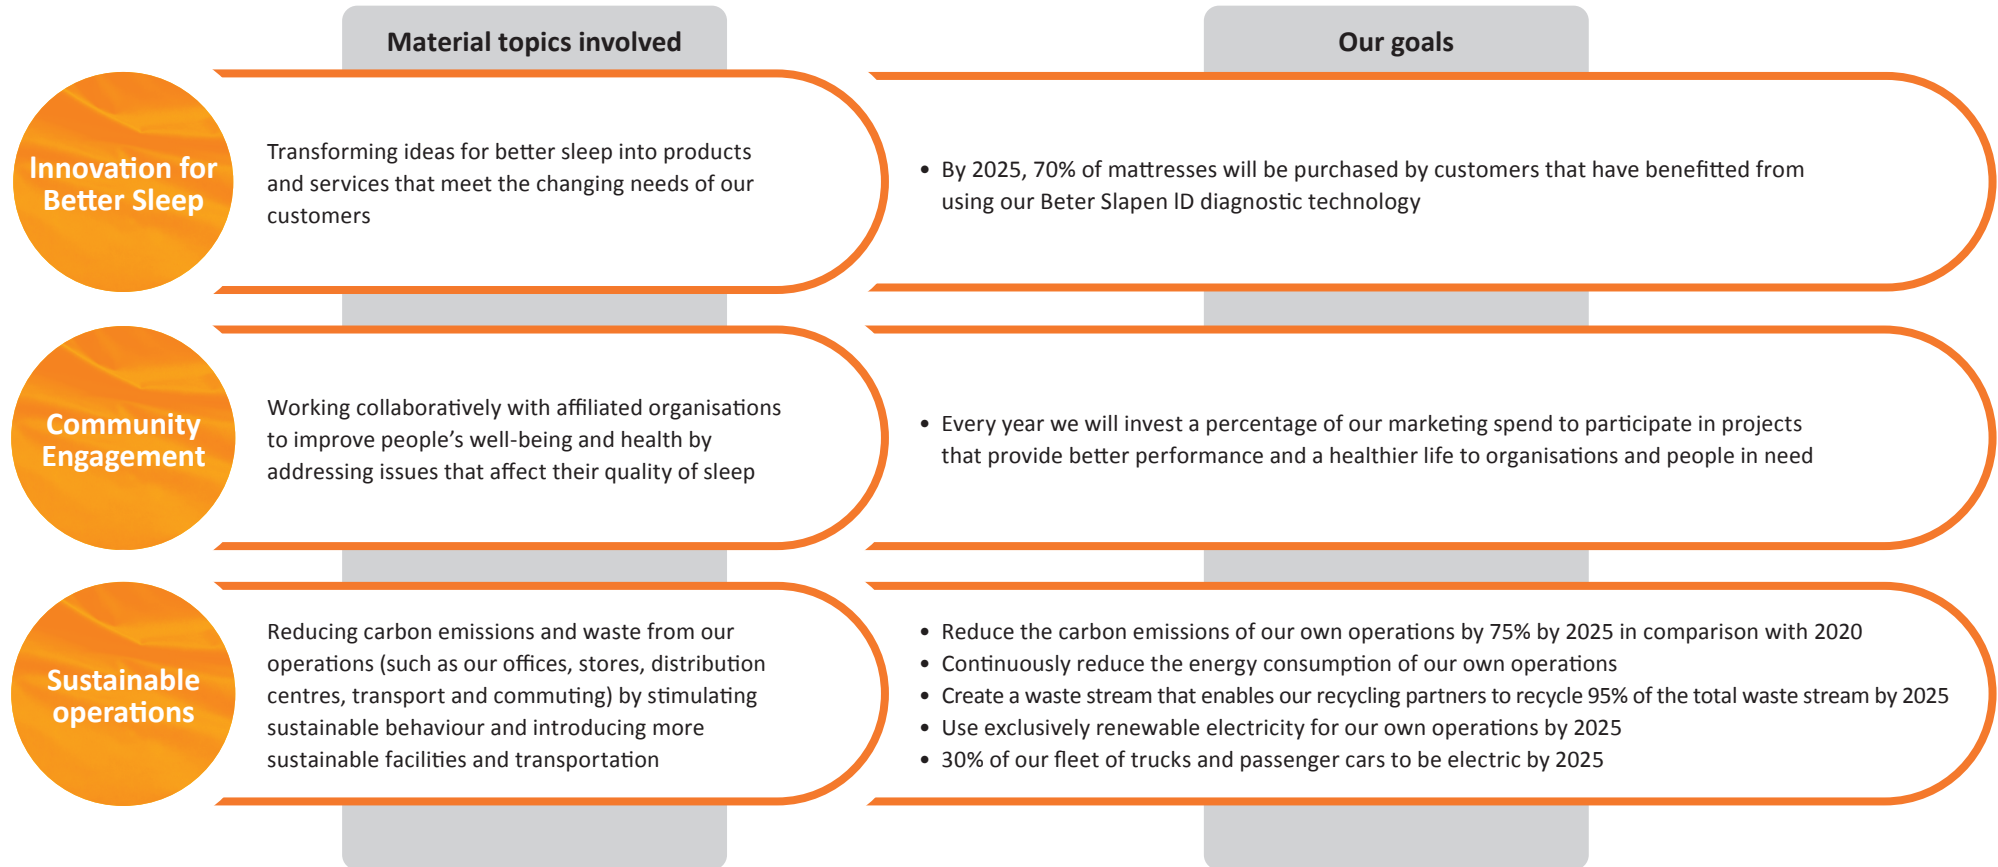 Material topics involved
Our goals
Innovation for
Better Sleep
Transforming ideas for better sleep into products
and services that meet the changing needs of our
customers
• By 2025, 70% of mattresses will be purchased by customers that have benefitted from
using our Beter Slapen ID diagnostic technology
Community
Engagement
Working collaboratively with affiliated organisations
to improve people’s well-being and health by
addressing issues that affect their quality of sleep
• Every year we will invest a percentage of our marketing spend to participate in projects
that provide better performance and a healthier life to organisations and people in need
Sustainable
operations
Reducing carbon emissions and waste from our
operations (such as our offices, stores, distribution
centres, transport and commuting) by stimulating
sustainable behaviour and introducing more
sustainable facilities and transportation
• Reduce the carbon emissions of our own operations by 75% by 2025 in comparison with 2020
• Continuously reduce the energy consumption of our own operations
• Create a waste stream that enables our recycling partners to recycle 95% of the total waste stream by 2025
• Use exclusively renewable electricity for our own operations by 2025
• 30% of our fleet of trucks and passenger cars to be electric by 2025